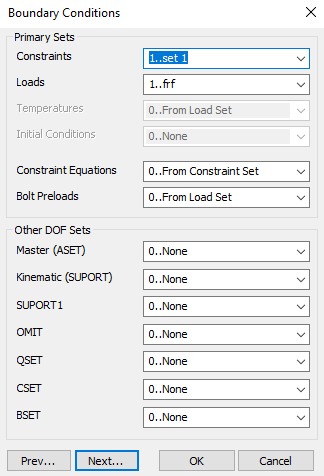 Boundary Conditions
Primary Sets
Constraints 1..set 1
Loads 1..frf
Temperatures 0..From Load Set
Initial Conditions 0..None
Constraint Equations 0..From Constraint Set
Bolt Preloads 0..From Load Set
Other DOF Sets
Master (ASET) 0..None
Kinematic (SUPORT) 0..None
SUPORT1 0..None
OMIT 0..None
QSET 0..None
CSET 0..None
BSET 0..None
Prev... Next... OK Cancel